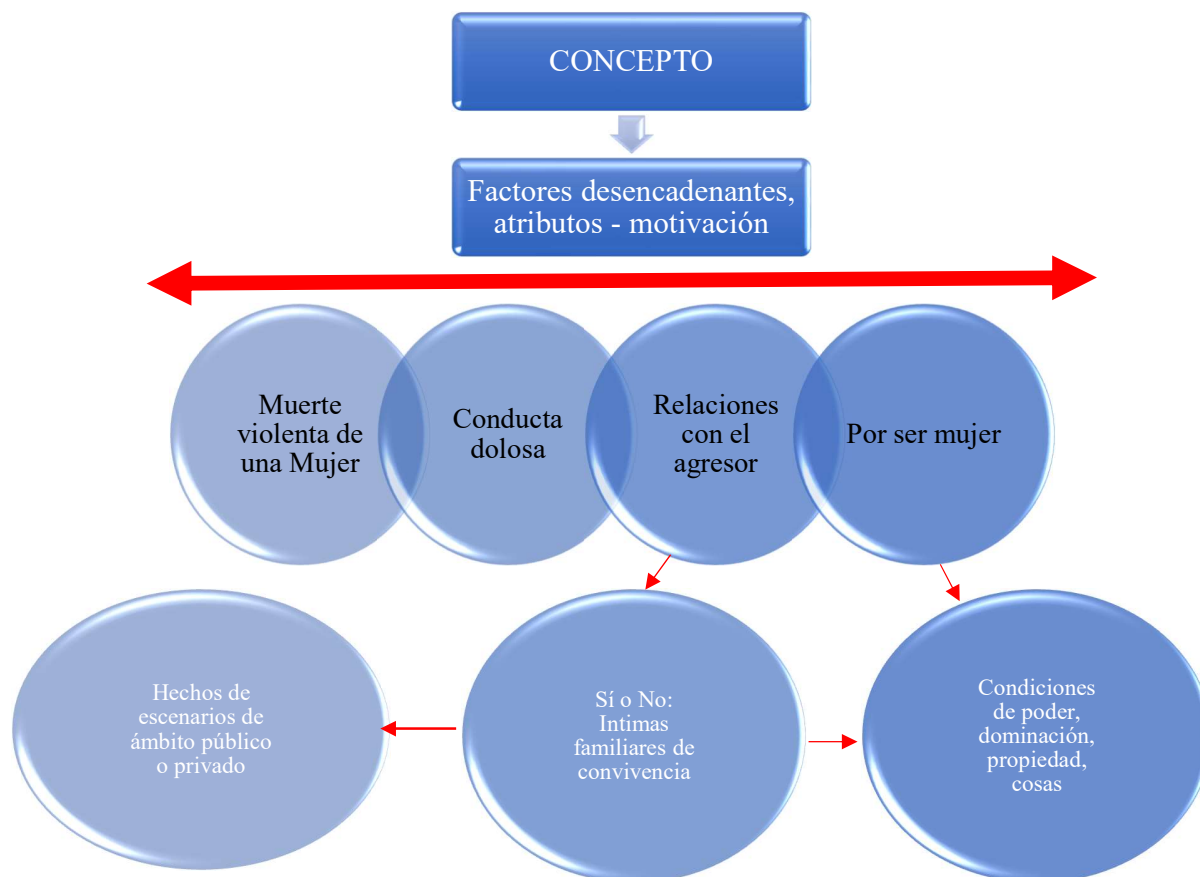 CONCEPTO
Factores desencadenantes,
atributos - motivación
Muerte
violenta de
una Mujer
Conducta
dolosa
Relaciones
con el
agresor
Por ser mujer
Hechos de
escenarios de
ámbito público
o privado
Sí o No:
Intimas
familiares de
convivencia
Condiciones
de poder,
dominación,
propiedad,
cosas